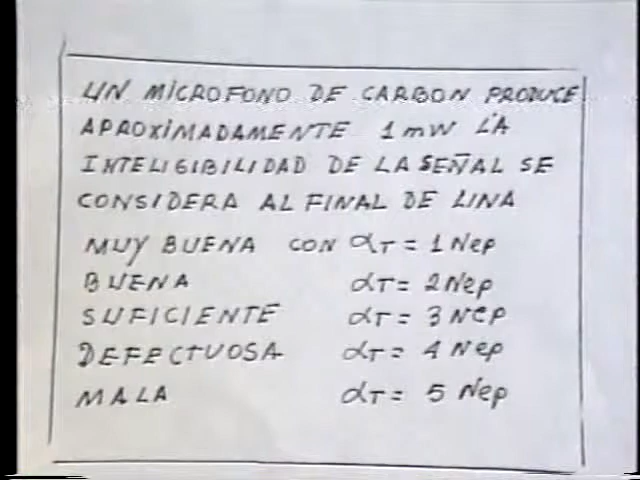 UN MICROFONO DE CARBON PRODUCE
APROXIMADAMENTE 1 mW LA
INTELIGIBILIDAD DE LA SEÑAL SE
CONSIDERA AL FINAL DE LINA
MUY BUENA CON αT = 1 Nep
BUENA αT = 2 Nep
SUFICIENTE αT = 3 Nep
DEFECTUOSA αT = 4 Nep
MALA αT = 5 Nep